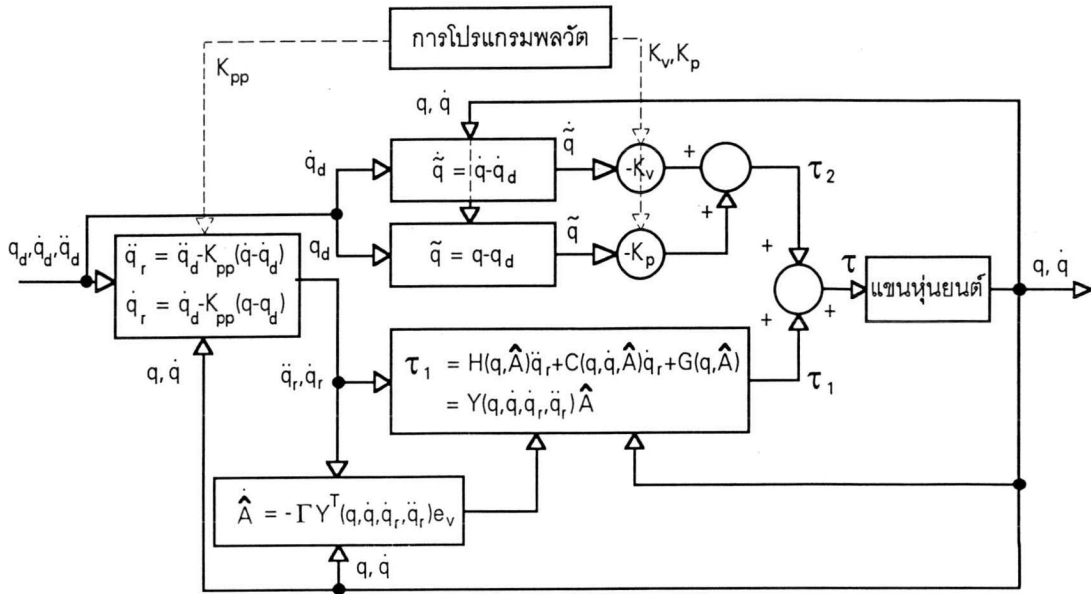 การโปรแกรมพลวัต
K_pp
K_v,K_p
q, q̇
q̇_d
q̃̇ = q̇-q̇_d
q̃̇
-K_v
+
+
τ_2
q_d,q̇_d,q̈_d
q̈_r = q̈_d-K_pp(q̇-q̇_d)
q̇_r = q̇_d-K_pp(q-q_d)
q_d
q̃ = q-q_d
q̃
-K_p
+
+
+
τ
แขนหุ่นยนต์
q, q̇
q, q̇
q̈_r,q̇_r
τ_1 = H(q,Â)q̈_r+C(q,q̇,Â)q̇_r+G(q,Â)
= Y(q,q̇,q̇_r,q̈_r)Â
τ_1
Â̇ = -ΓY^T(q,q̇,q̇_r,q̈_r)e_v
q, q̇